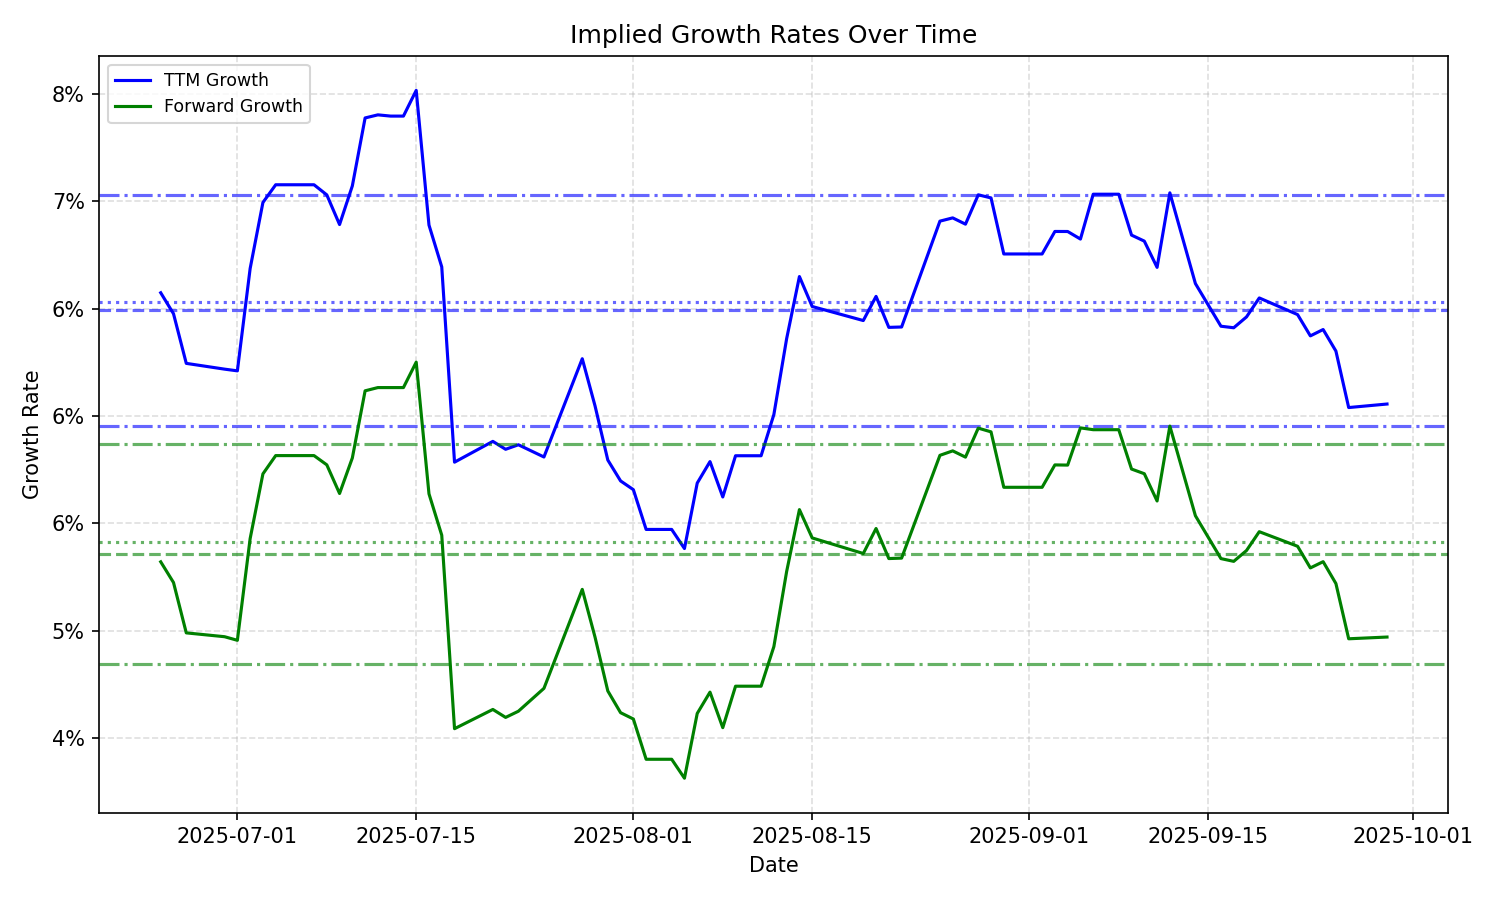 Implied Growth Rates Over Time
TTM Growth
Forward Growth
8%
7%
6%
6%
6%
5%
4%
Growth Rate
2025-07-01
2025-07-15
2025-08-01
2025-08-15
2025-09-01
2025-09-15
2025-10-01
Date